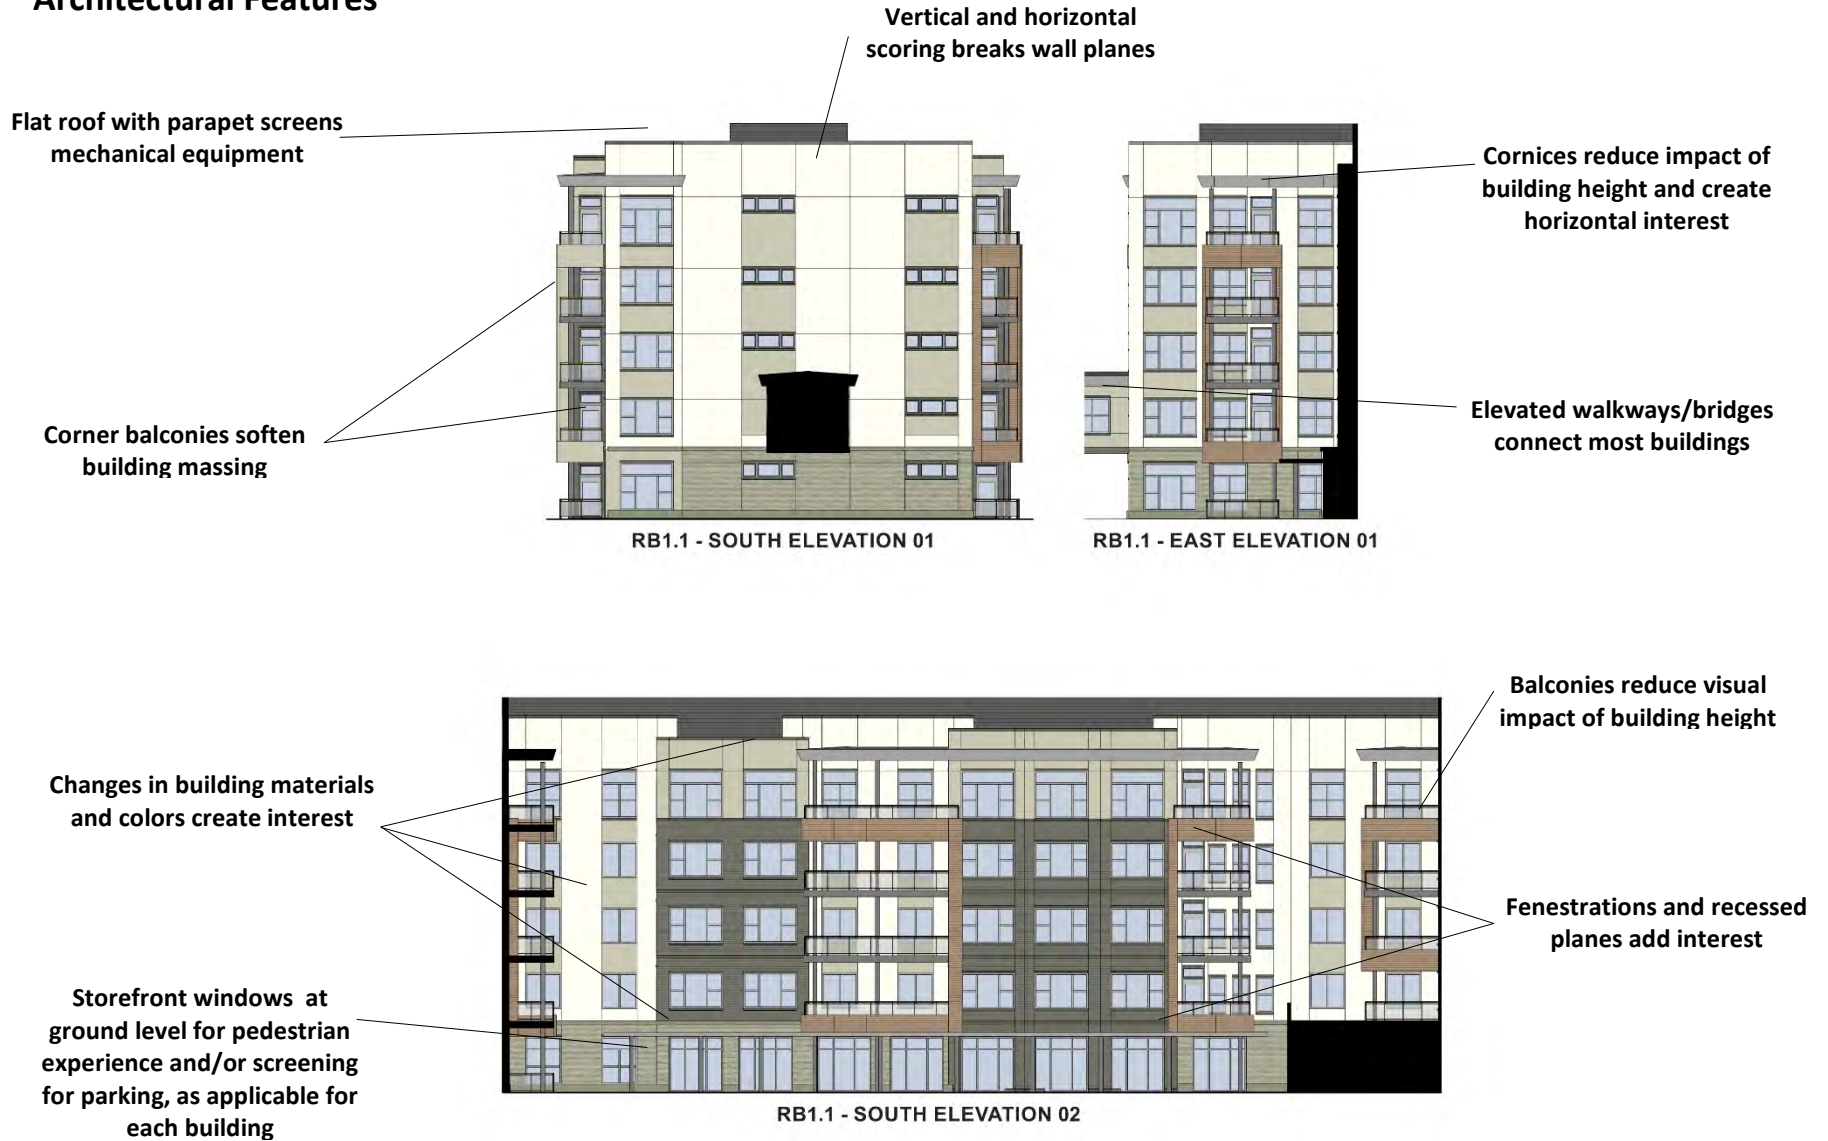 Architectural Features
Vertical and horizontal
scoring breaks wall planes
Flat roof with parapet screens
mechanical equipment
Cornices reduce impact of
building height and create
horizontal interest
Corner balconies soften
building massing
Elevated walkways/bridges
connect most buildings
RB1.1 - SOUTH ELEVATION 01
RB1.1 - EAST ELEVATION 01
Balconies reduce visual
impact of building height
Changes in building materials
and colors create interest
Fenestrations and recessed
planes add interest
Storefront windows at
ground level for pedestrian
experience and/or screening
for parking, as applicable for
each building
RB1.1 - SOUTH ELEVATION 02